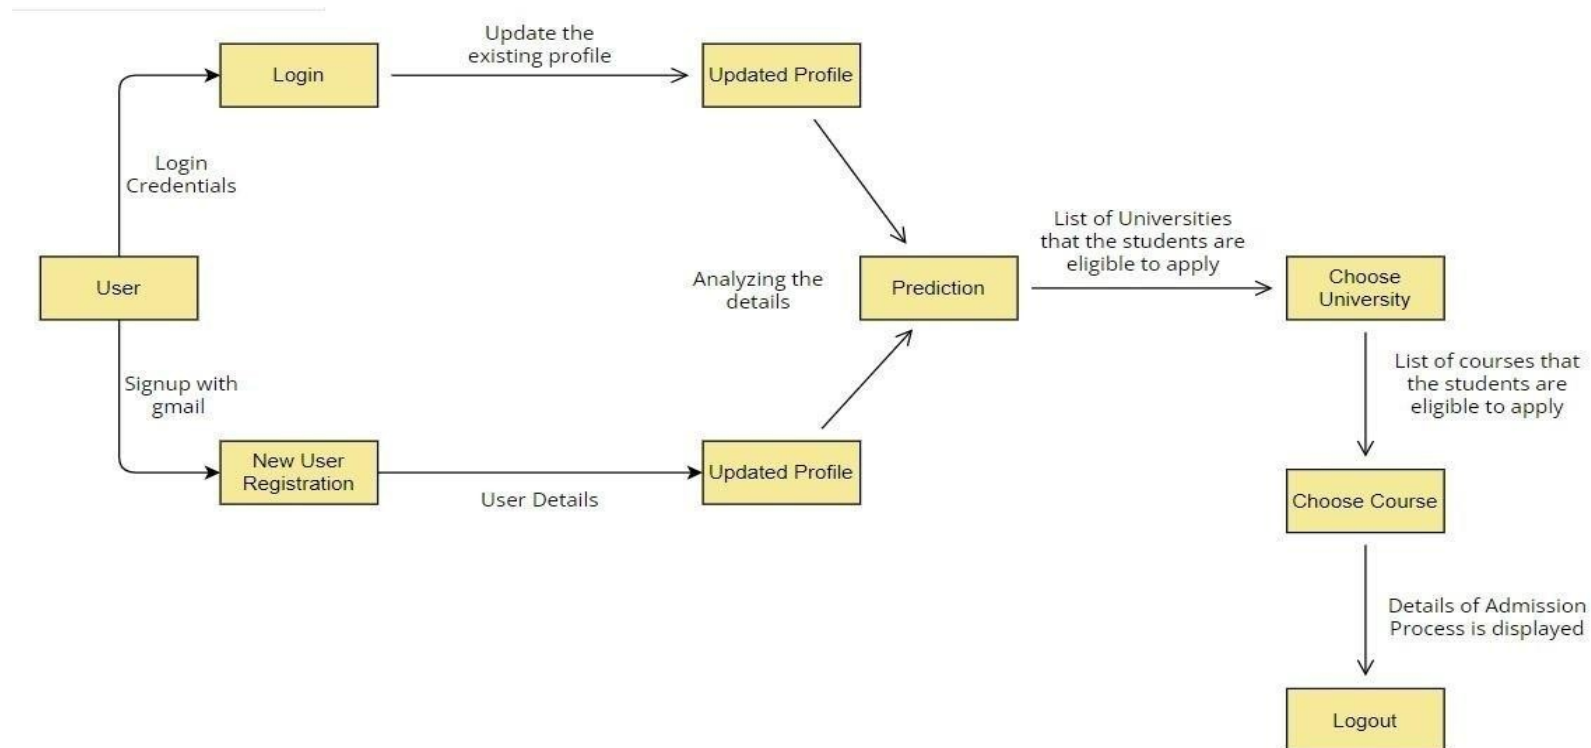 Update the
existing profile
Login
Updated Profile
Login
Credentials
List of Universities
that the students are
eligible to apply
User
Analyzing the
details
Prediction
Choose
University
Signup with
gmail
List of courses that
the students are
eligible to apply
New User
Registration
User Details
Updated Profile
Choose Course
Details of Admission
Process is displayed
Logout